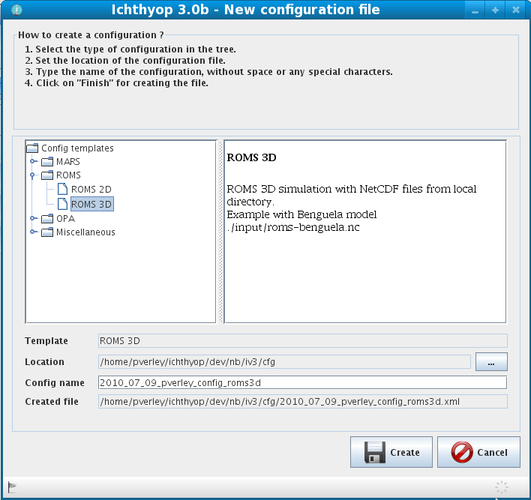 Ichthyop 3.0b - New configuration file
How to create a configuration ?
1. Select the type of configuration in the tree.
2. Set the location of the configuration file.
3. Type the name of the configuration, without space or any special characters.
4. Click on "Finish" for creating the file.
Config templates
MARS
ROMS
ROMS 2D
ROMS 3D
OPA
Miscellaneous
ROMS 3D
ROMS 3D simulation with NetCDF files from local
directory.
Example with Benguela model
./input/roms-benguela.nc
Template ROMS 3D
Location /home/pverley/ichthyop/dev/nb/iv3/cfg ...
Config name 2010_07_09_pverley_config_roms3d
Created file /home/pverley/ichthyop/dev/nb/iv3/cfg/2010_07_09_pverley_config_roms3d.xml
Create Cancel